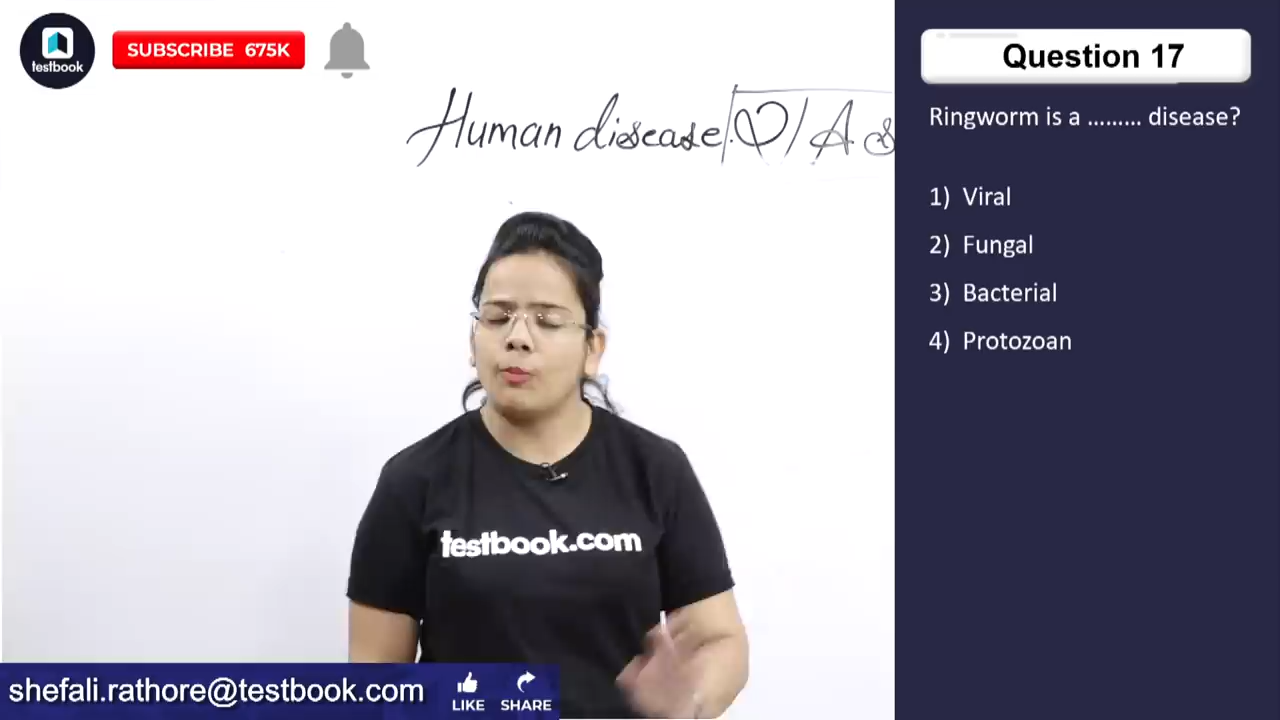 testbook
SUBSCRIBE 675K
Human disease
Question 17
Ringworm is a ……… disease?
1) Viral
2) Fungal
3) Bacterial
4) Protozoan
testbook.com
shefali.rathore@testbook.com
LIKE
SHARE